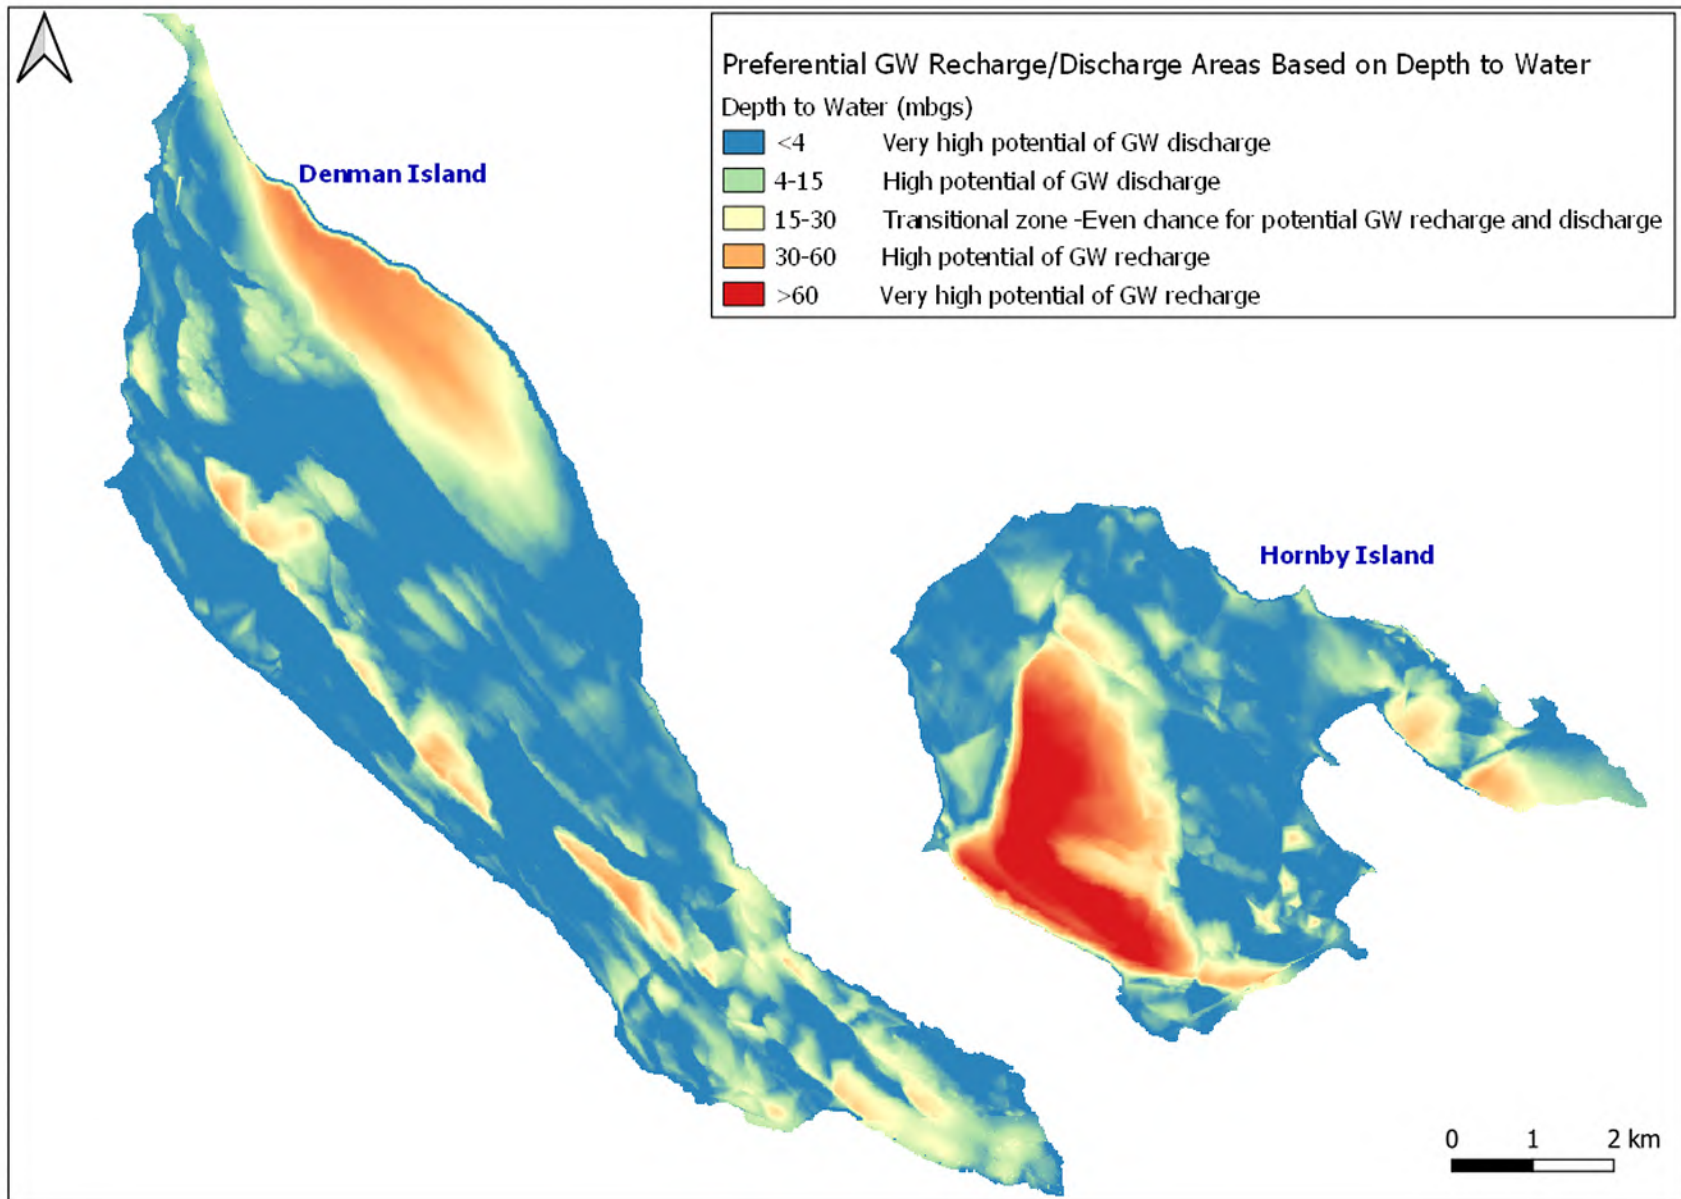 Preferential GW Recharge/Discharge Areas Based on Depth to Water
Depth to Water (mbgs)
<4 Very high potential of GW discharge
4-15 High potential of GW discharge
15-30 Transitional zone -Even chance for potential GW recharge and discharge
30-60 High potential of GW recharge
>60 Very high potential of GW recharge
Denman Island
Hornby Island
0 1 2 km